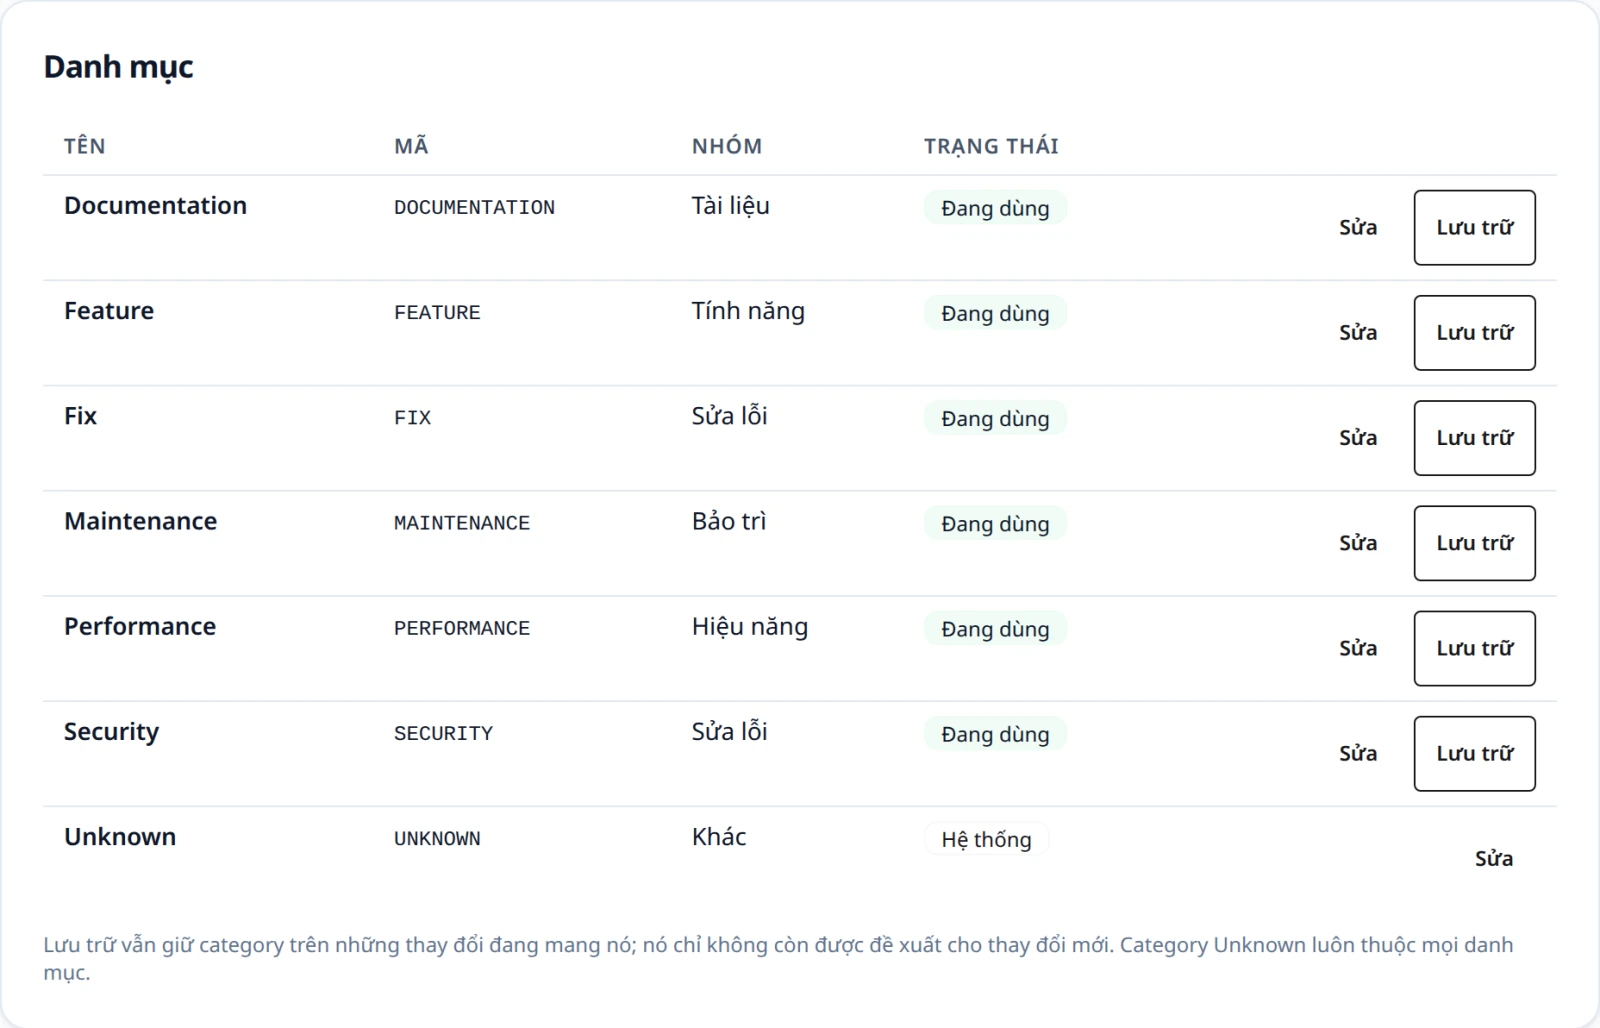 Danh mục
TÊN MÃ NHÓM TRẠNG THÁI
Documentation DOCUMENTATION Tài liệu Đang dùng Sửa Lưu trữ
Feature FEATURE Tính năng Đang dùng Sửa Lưu trữ
Fix FIX Sửa lỗi Đang dùng Sửa Lưu trữ
Maintenance MAINTENANCE Bảo trì Đang dùng Sửa Lưu trữ
Performance PERFORMANCE Hiệu năng Đang dùng Sửa Lưu trữ
Security SECURITY Sửa lỗi Đang dùng Sửa Lưu trữ
Unknown UNKNOWN Khác Hệ thống Sửa
Lưu trữ vẫn giữ category trên những thay đổi đang mang nó; nó chỉ không còn được đề xuất cho thay đổi mới. Category Unknown luôn thuộc mọi danh
mục.